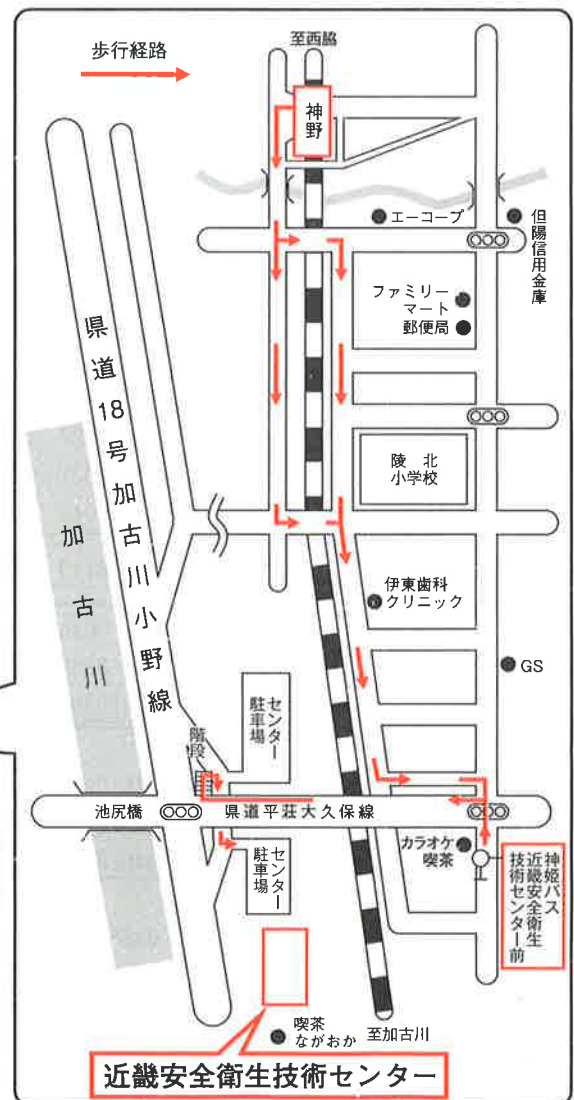 歩行経路
至西脇
神野
エーコープ
但陽信用金庫
ファミリー
マート
郵便局
県道18号加古川小野線
加古川
陵北
小学校
伊東歯科
クリニック
GS
センター
駐車場
階段
池尻橋
県道平荘大久保線
センター
駐車場
カラオケ
喫茶
神姫バス
近畿安全衛生
技術センター前
喫茶
ながおか
至加古川
近畿安全衛生技術センター